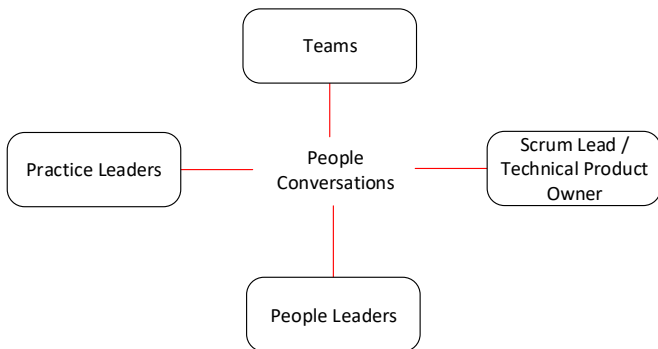 Teams
Practice Leaders
People
Conversations
Scrum Lead /
Technical Product
Owner
People Leaders